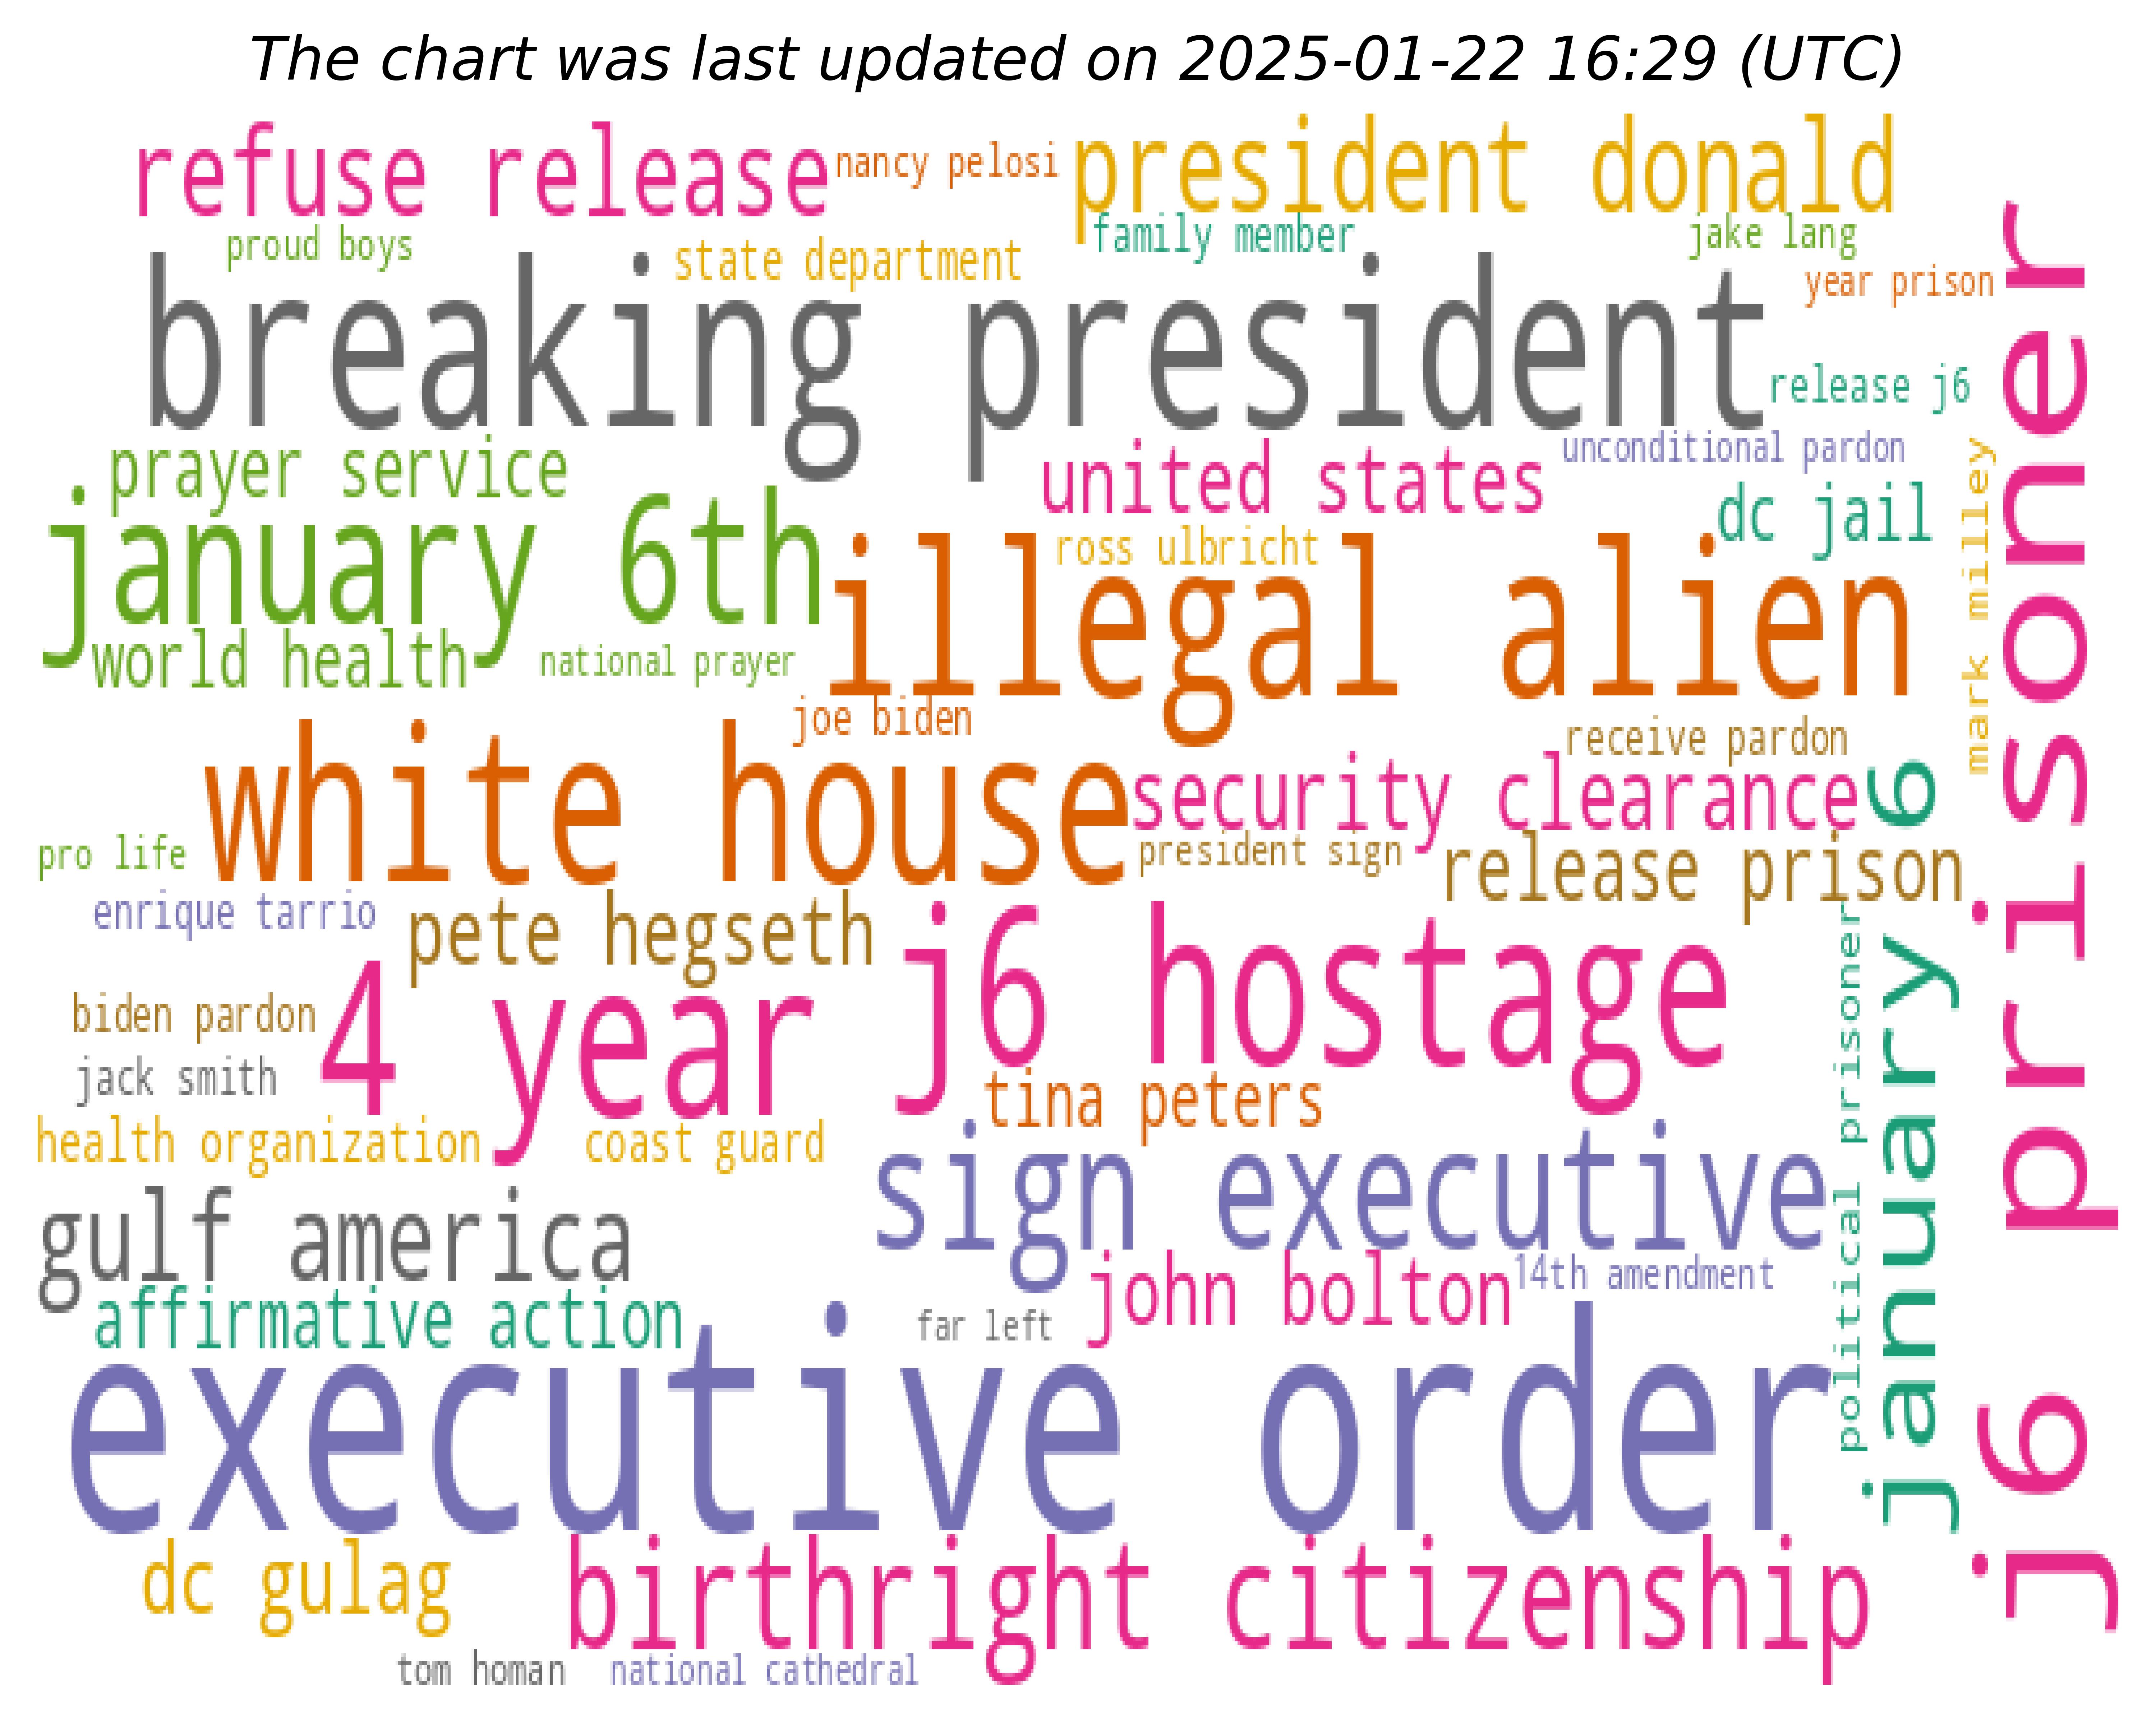 The chart was last updated on 2025-01-22 16:29 (UTC)
refuse release
nancy pelosi
president donald
proud boys
state department
family member
jake lang
year prison
breaking president
release j6
prayer service
united states
unconditional pardon
january 6th
ross ulbricht
dc jail
mark milley
illegal alien
world health
national prayer
joe biden
white house
receive pardon
security clearance
pro life
president sign
release prison
enrique tarrio
pete hegseth
j6 hostage
biden pardon
4 year
jack smith
tina peters
health organization
coast guard
sign executive
gulf america
john bolton
14th amendment
affirmative action
far left
executive order
political prisoner
january 6
j6 prisoner
dc gulag
birthright citizenship
tom homan
national cathedral